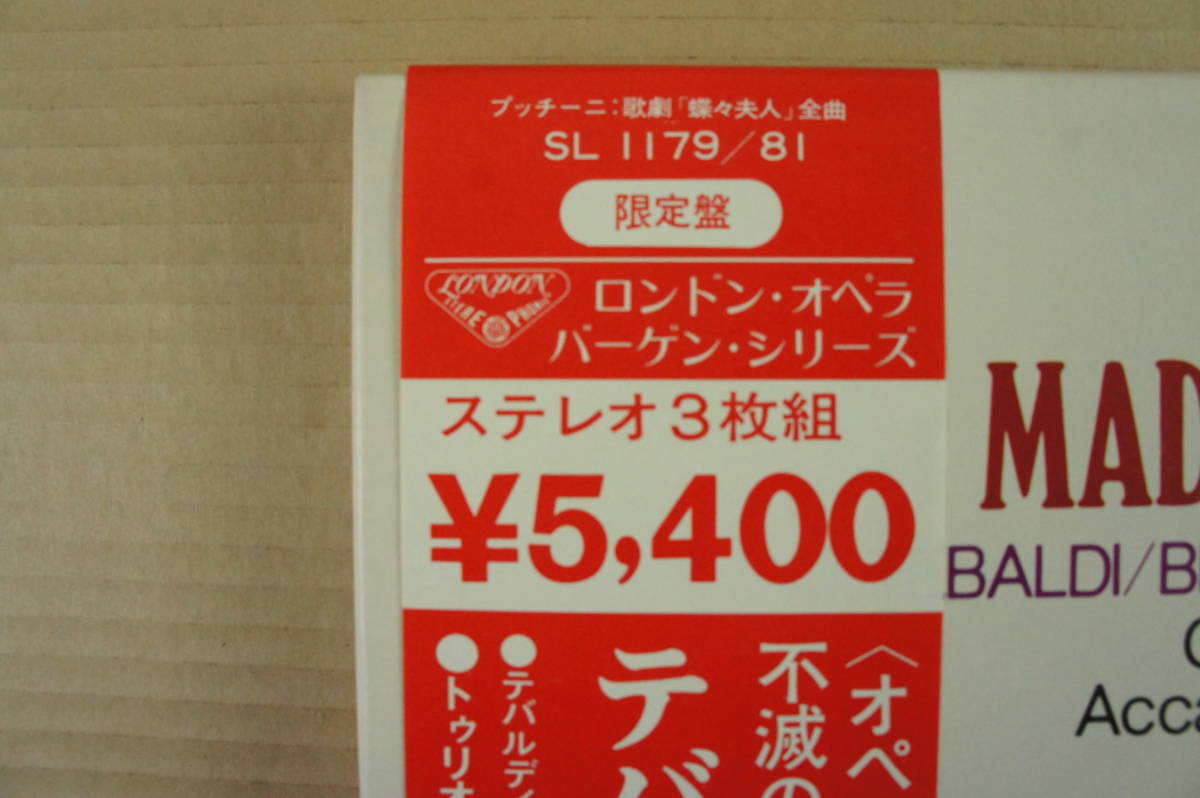 プッチーニ:歌劇「蝶々夫人」全曲
SL 1179/81
限定盤
LONDON
ロンドン・オペラ
バーゲン・シリーズ
ステレオ3枚組
¥5,400
〈オペ
不滅の
テバ
●テバルディ
●トゥリオ
MAD
BALDI/B
Acca